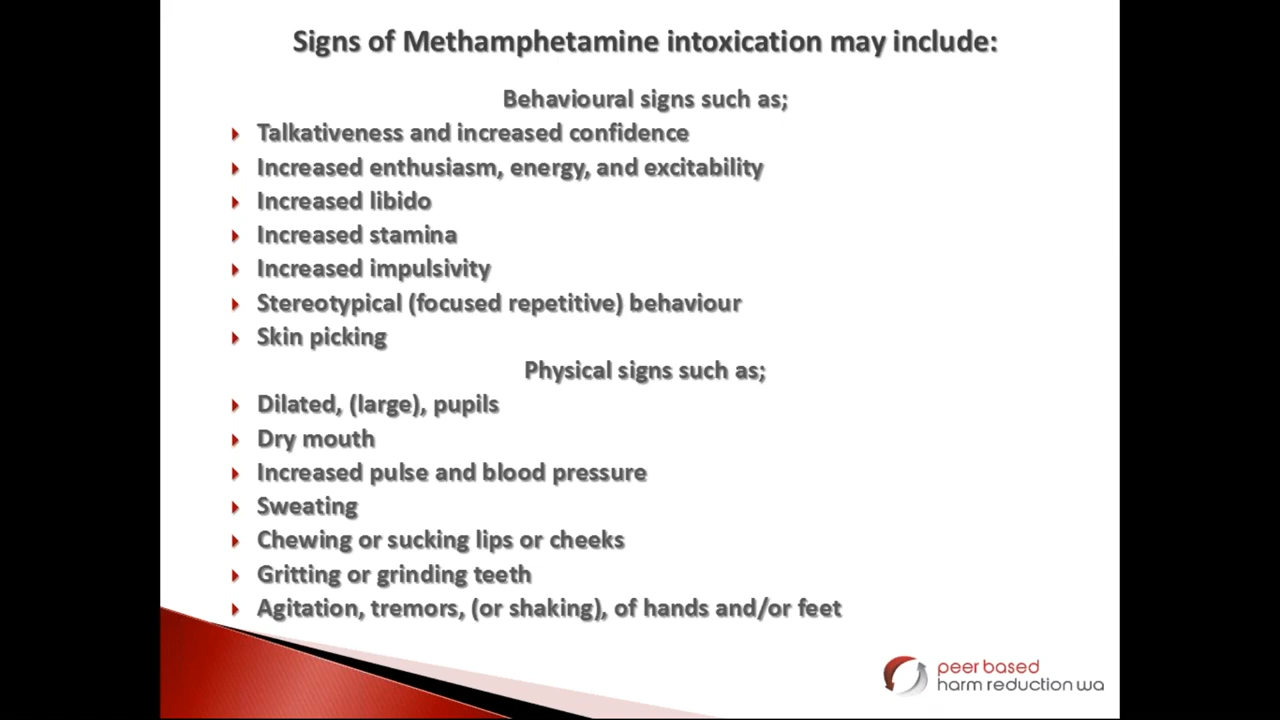 Signs of Methamphetamine intoxication may include:
Behavioural signs such as;
Talkativeness and increased confidence
Increased enthusiasm, energy, and excitability
Increased libido
Increased stamina
Increased impulsivity
Stereotypical (focused repetitive) behaviour
Skin picking
Physical signs such as;
Dilated, (large), pupils
Dry mouth
Increased pulse and blood pressure
Sweating
Chewing or sucking lips or cheeks
Gritting or grinding teeth
Agitation, tremors, (or shaking), of hands and/or feet
peer based
harm reduction wa